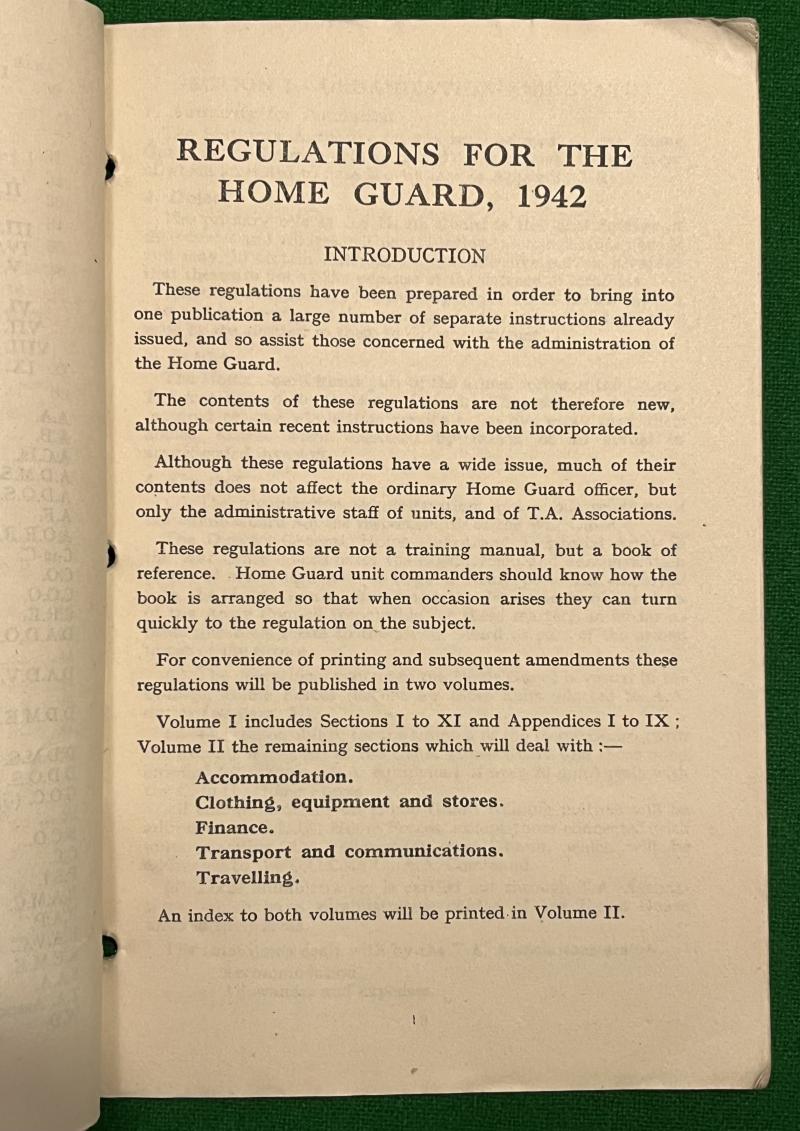 REGULATIONS FOR THE
HOME GUARD, 1942
INTRODUCTION
These regulations have been prepared in order to bring into
one publication a large number of separate instructions already
issued, and so assist those concerned with the administration of
the Home Guard.
The contents of these regulations are not therefore new,
although certain recent instructions have been incorporated.
Although these regulations have a wide issue, much of their
contents does not affect the ordinary Home Guard officer, but
only the administrative staff of units, and of T.A. Associations.
These regulations are not a training manual, but a book of
reference. Home Guard unit commanders should know how the
book is arranged so that when occasion arises they can turn
quickly to the regulation on the subject.
For convenience of printing and subsequent amendments these
regulations will be published in two volumes.
Volume I includes Sections I to XI and Appendices I to IX ;
Volume II the remaining sections which will deal with :—
Accommodation.
Clothing, equipment and stores.
Finance.
Transport and communications.
Travelling.
An index to both volumes will be printed in Volume II.
1